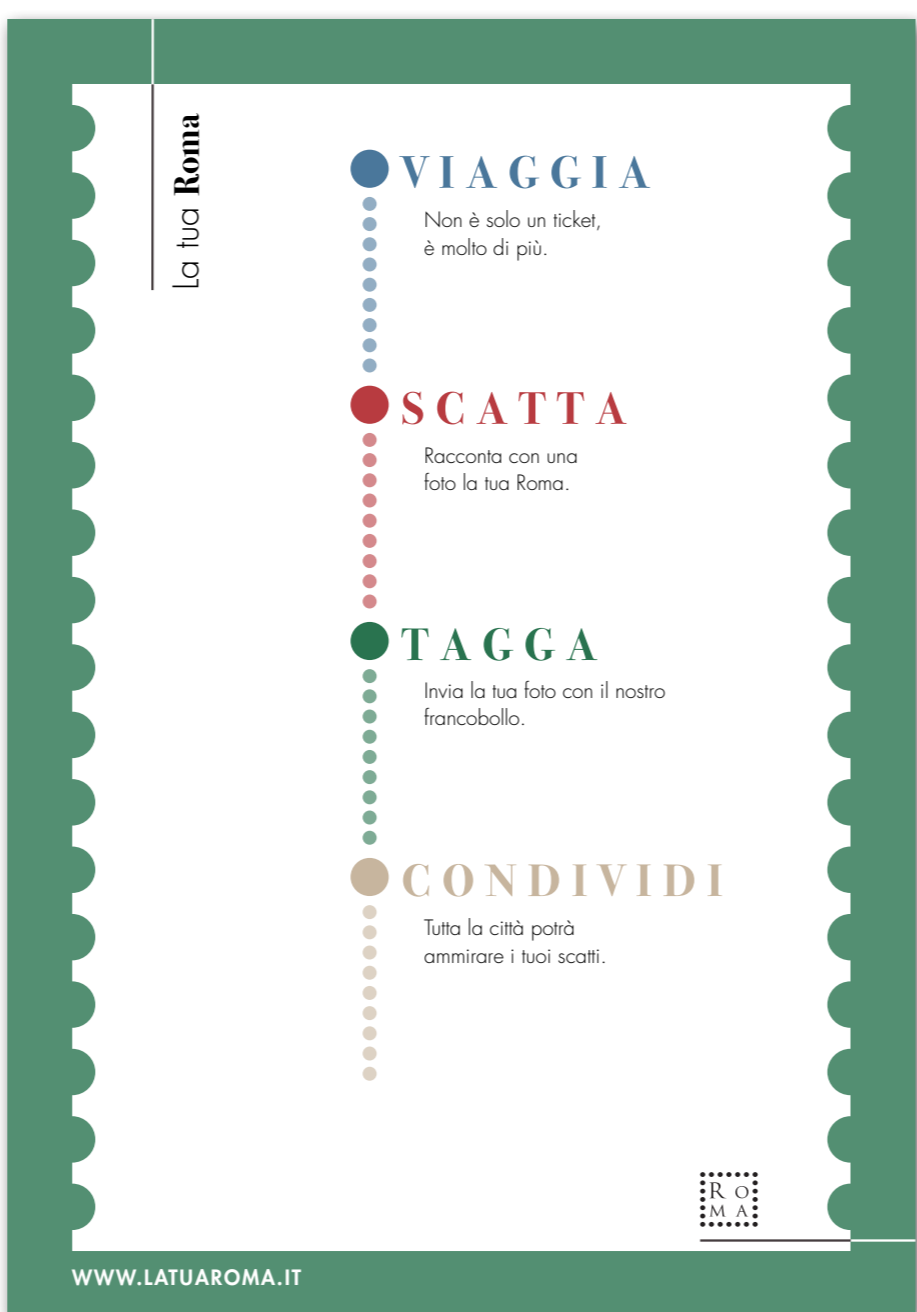 La tua Roma
VIAGGIA
Non è solo un ticket,
è molto di più.
SCATTA
Racconta con una
foto la tua Roma.
TAGGA
Invia la tua foto con il nostro
francobollo.
CONDIVIDI
Tutta la città potrà
ammirare i tuoi scatti.
RO
MA
WWW.LATUAROMA.IT